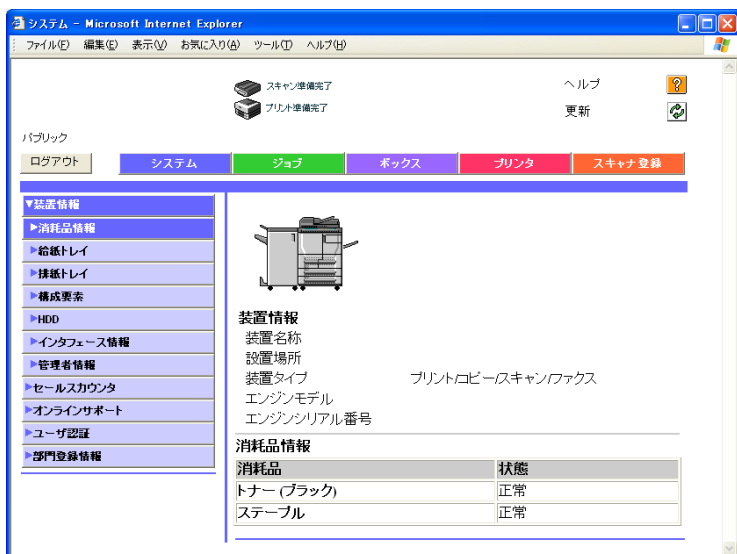 システム - Microsoft Internet Explorer
ファイル(F) 編集(E) 表示(V) お気に入り(A) ツール(T) ヘルプ(H)
スキャン準備完了
ヘルプ
?
プリント準備完了
更新
パブリック
ログアウト
システム
ジョブ
ボックス
プリンタ
スキャナ登録
▼装置情報
▶消耗品情報
▶給紙トレイ
▶排紙トレイ
▶構成要素
▶HDD
▶インタフェース情報
▶管理者情報
▶セールスカウンタ
▶オンラインサポート
▶ユーザ認証
▶部門登録情報
装置情報
装置名称
設置場所
装置タイプ プリント/コピー/スキャン/ファクス
エンジンモデル
エンジンシリアル番号
消耗品情報
消耗品 状態
トナー (ブラック) 正常
ステープル 正常